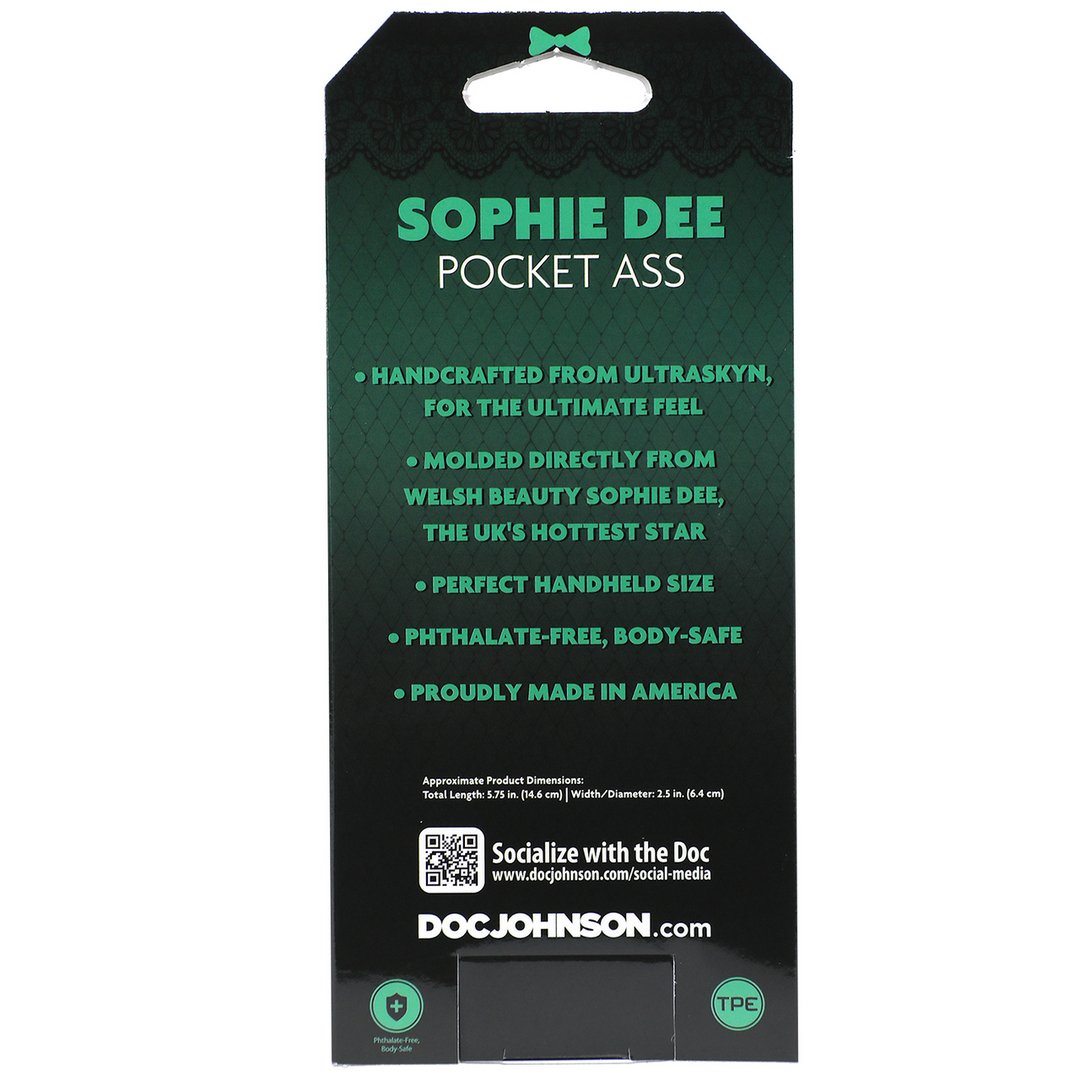 SOPHIE DEE
POCKET ASS
• HANDCRAFTED FROM ULTRASKYN,
FOR THE ULTIMATE FEEL
• MOLDED DIRECTLY FROM
WELSH BEAUTY SOPHIE DEE,
THE UK'S HOTTEST STAR
• PERFECT HANDHELD SIZE
• PHTHALATE-FREE, BODY-SAFE
• PROUDLY MADE IN AMERICA
Approximate Product Dimensions:
Total Length: 5.75 in. (14.6 cm) | Width/Diameter: 2.5 in. (6.4 cm)
Socialize with the Doc
www.docjohnson.com/social-media
DOC JOHNSON.com
Phthalate-Free,
Body-Safe
TPE